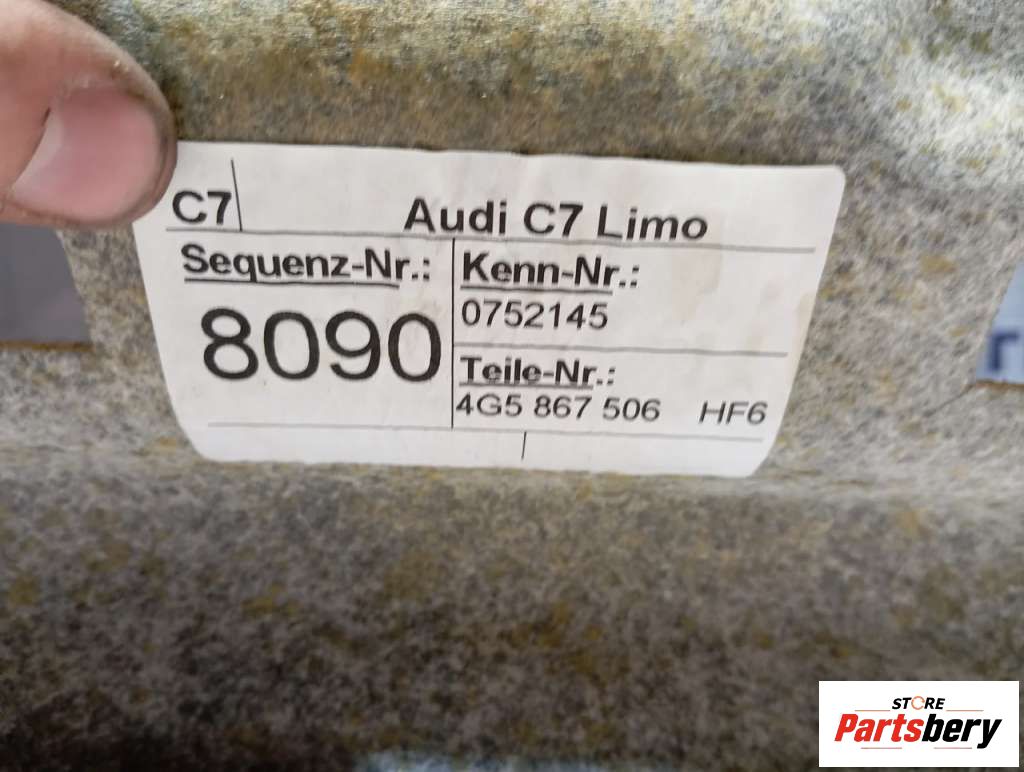 C7 Audi C7 Limo
Sequenz-Nr.:
8090
Kenn-Nr.:
0752145
Teile-Nr.:
4G5 867 506 HF6
STORE
Partsbery